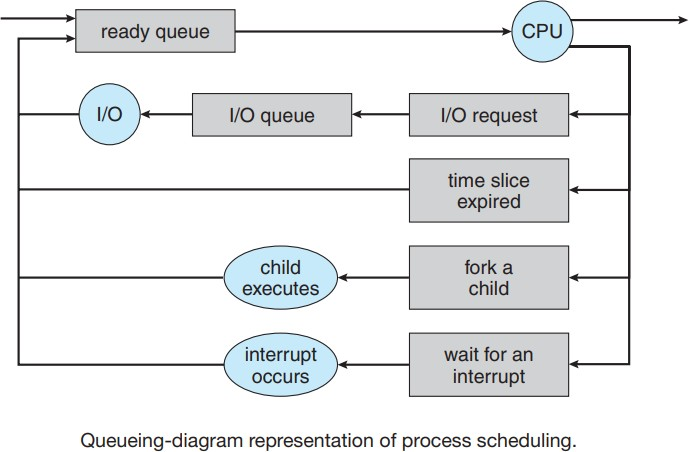 ready queue
CPU
I/O
I/O queue
I/O request
time slice
expired
child
executes
fork a
child
interrupt
occurs
wait for an
interrupt
Queueing-diagram representation of process scheduling.